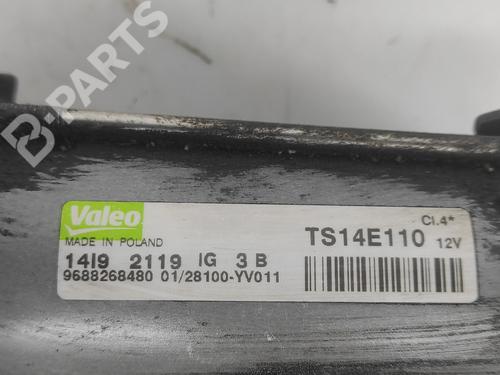 B-PARTS
Valeo
MADE IN POLAND
TS14E110
Cl.4*
12V
14I9 2119 IG 3 B
9688268480 01/28100-YV011